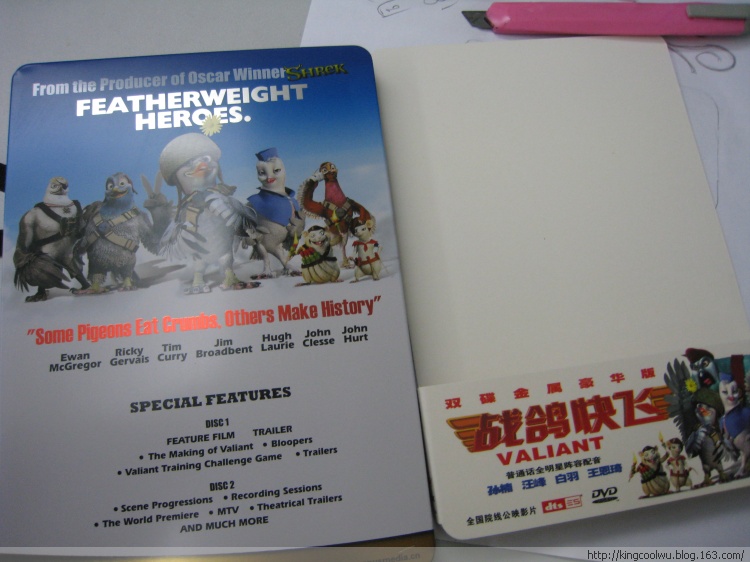 From the Producer of Oscar Winner SHREK
FEATHERWEIGHT
HEROES.
"Some Pigeons Eat Crumbs. Others Make History"
Ewan McGregor Ricky Gervais Tim Curry Jim Broadbent Hugh Laurie John Clesse John Hurt
SPECIAL FEATURES
DISC 1
FEATURE FILM TRAILER
• The Making of Valiant • Bloopers
• Valiant Training Challenge Game • Trailers
DISC 2
• Scene Progressions • Recording Sessions
• The World Premiere • MTV • Theatrical Trailers
AND MUCH MORE
双碟金属豪华版
战鸽快飞
VALIANT
普通话全明星阵容配音
孙楠 汪峰 白羽 王思琦
全国院线公映影片 dts ES DVD
http://kingcoolwu.blog.163.com/